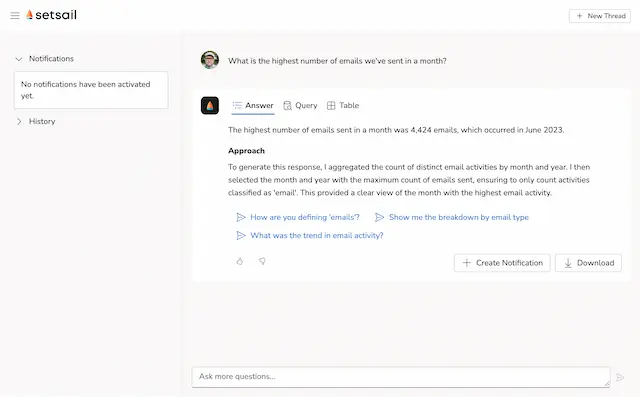 setsail
New Thread
Notifications
No notifications have been activated
yet.
History
What is the highest number of emails we've sent in a month?
Answer
Query
Table
The highest number of emails sent in a month was 4,424 emails, which occurred in June 2023.
Approach
To generate this response, I aggregated the count of distinct email activities by month and year. I then
selected the month and year with the maximum count of emails sent, ensuring to only count activities
classified as 'email'. This provided a clear view of the month with the highest email activity.
How are you defining 'emails'?
Show me the breakdown by email type
What was the trend in email activity?
Create Notification
Download
Ask more questions...